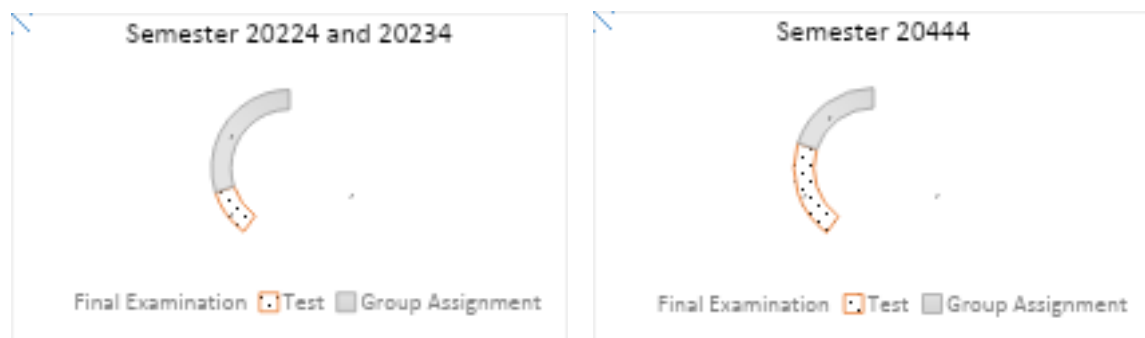 Semester 20224 and 20234
Final Examination Test Group Assignment
Semester 20444
Final Examination Test Group Assignment